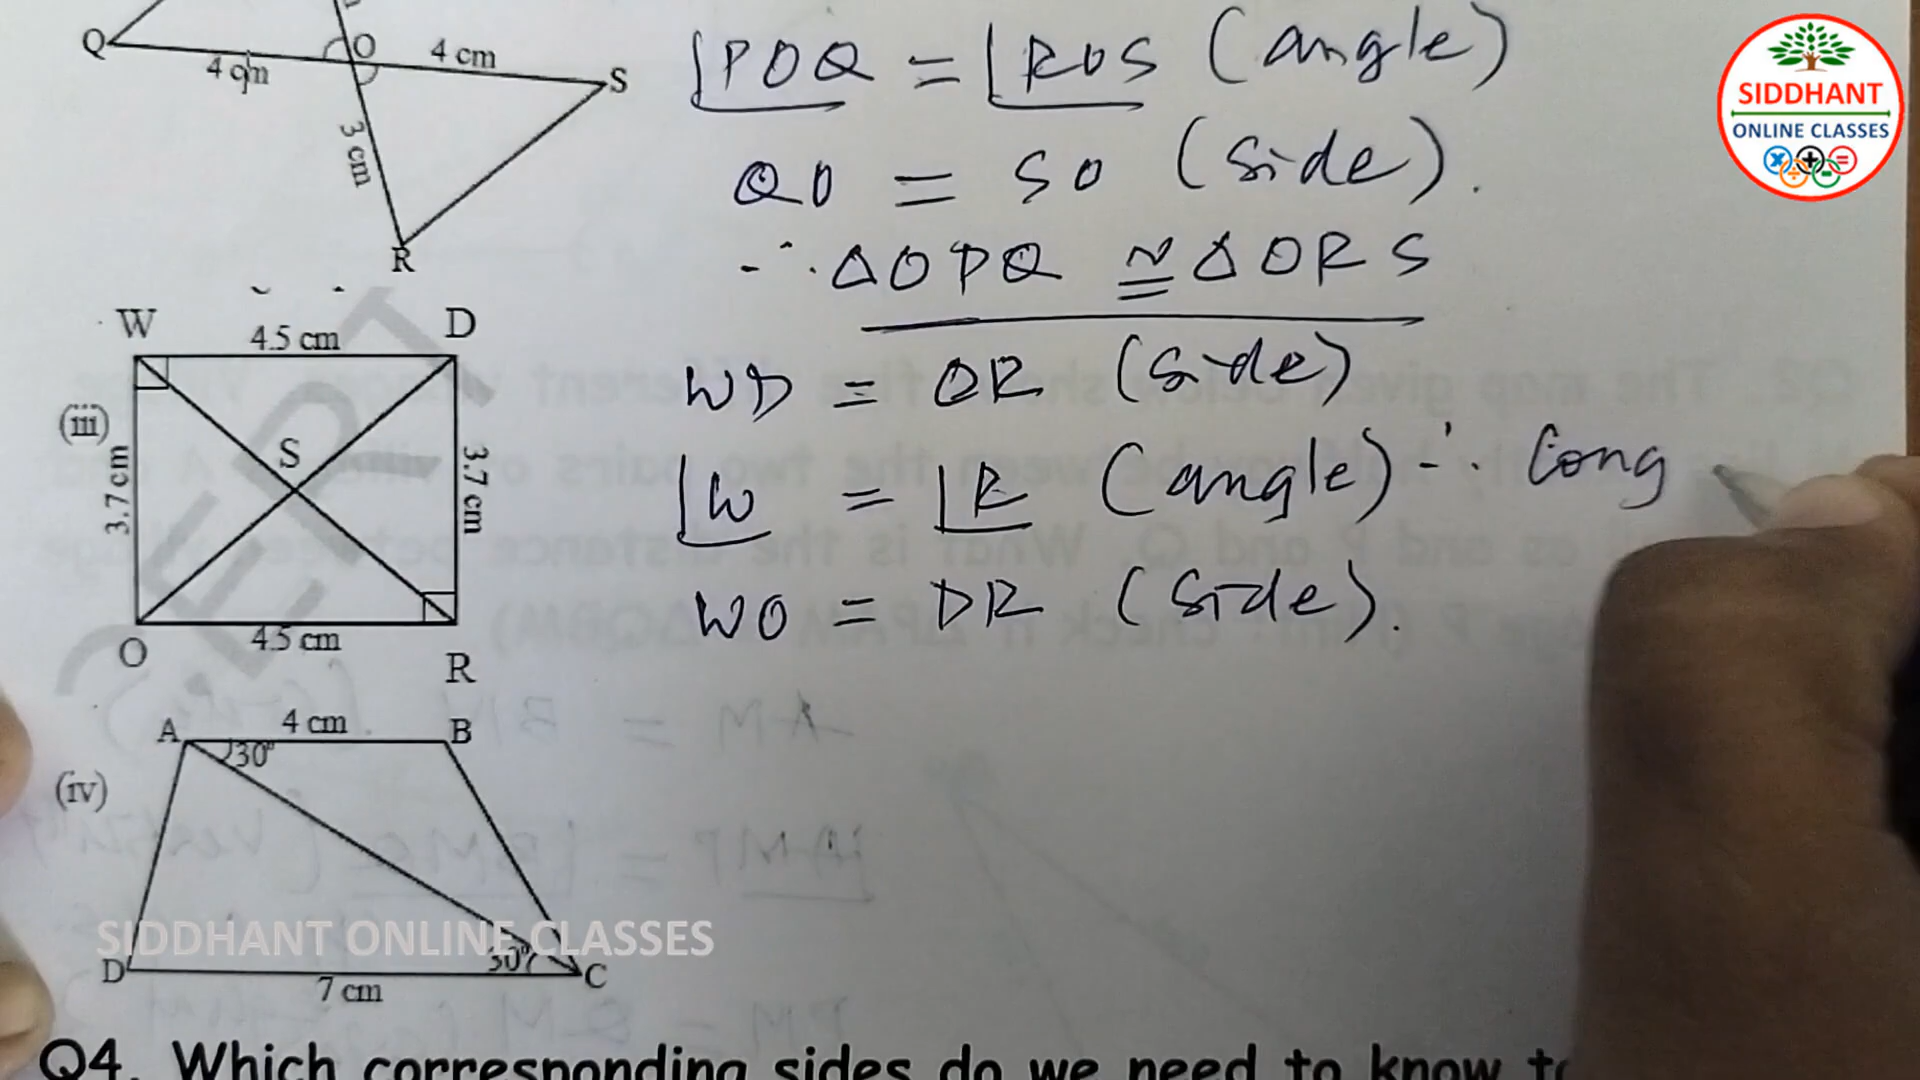 Q
O
4 cm
4 cm
S
3 cm
R
∠POQ = ∠ROS (angle)
QO = SO (side).
∴ ΔOPQ ≅ ΔORS
SIDDHANT
ONLINE CLASSES
W
4.5 cm
D
(iii)
S
3.7 cm
3.7 cm
O
4.5 cm
R
WD = OR (side)
∠W = ∠R (angle) ∴ Cong
WO = DR (side).
A
4 cm
B
30°
(iv)
D
30°
C
7 cm
SIDDHANT ONLINE CLASSES
Q4. Which corresponding sides do we need to know to